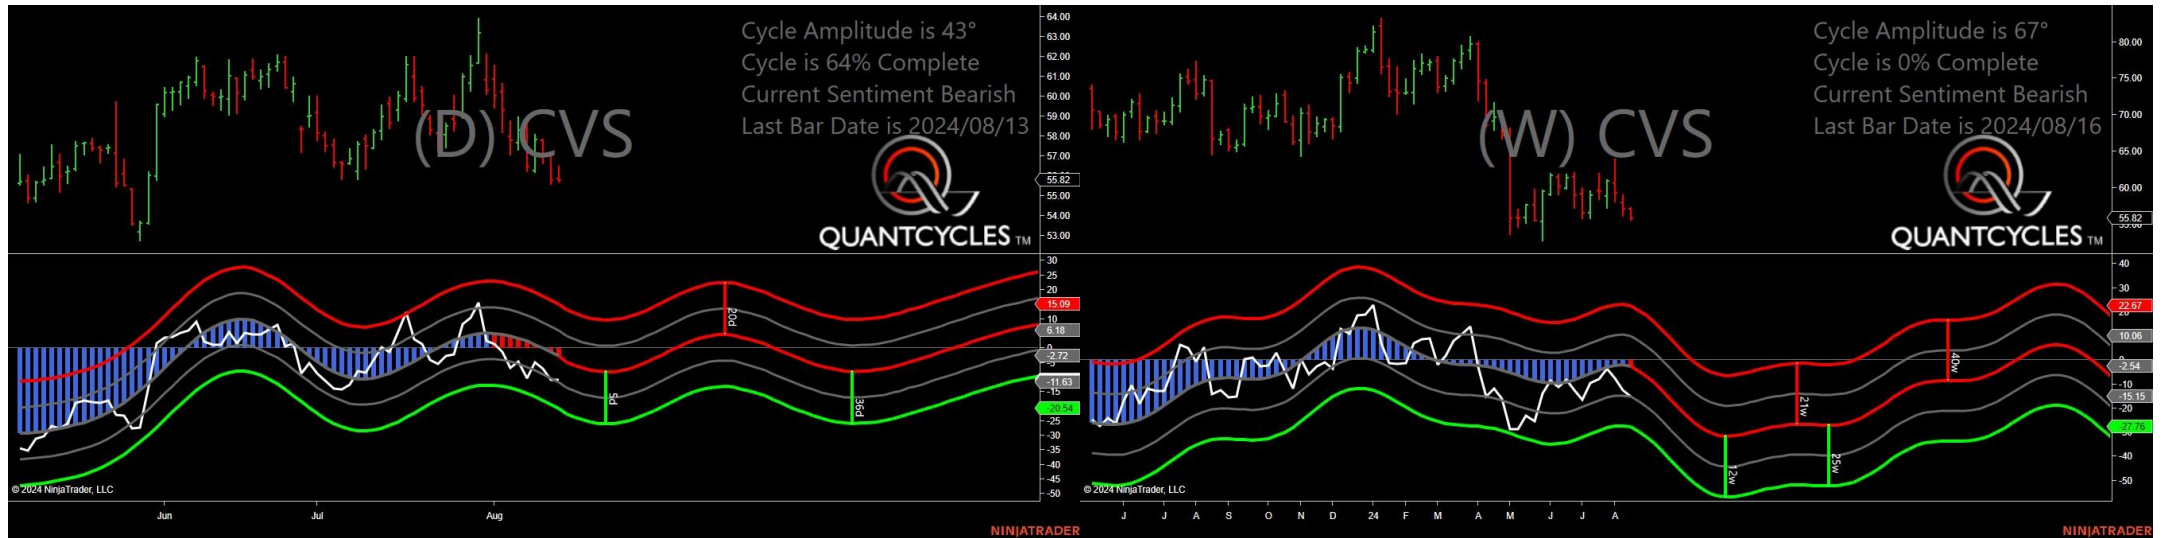 Cycle Amplitude is 43°
Cycle is 64% Complete
Current Sentiment Bearish
Last Bar Date is 2024/08/13
(D) CVS
QUANTCYCLES TM
64.00
63.00
62.00
61.00
60.00
59.00
58.00
57.00
55.82
55.00
54.00
53.00
30
25
20
15.09
6.18
0
-2.72
-5
-11.63
-15
-20.54
-25
-30
-35
-40
-45
-50
20d
5d
36d
© 2024 NinjaTrader, LLC
Jun
Jul
Aug
NINJATRADER
Cycle Amplitude is 67°
Cycle is 0% Complete
Current Sentiment Bearish
Last Bar Date is 2024/08/16
(W) CVS
QUANTCYCLES TM
80.00
75.00
70.00
65.00
60.00
55.82
55.00
40
30
22.67
20
10.06
-2.54
-10
-15.15
-20
-27.76
-40
-50
40w
21w
12w
25w
© 2024 NinjaTrader, LLC
J
J
A
S
O
N
D
24
F
M
A
M
J
J
A
NINJATRADER